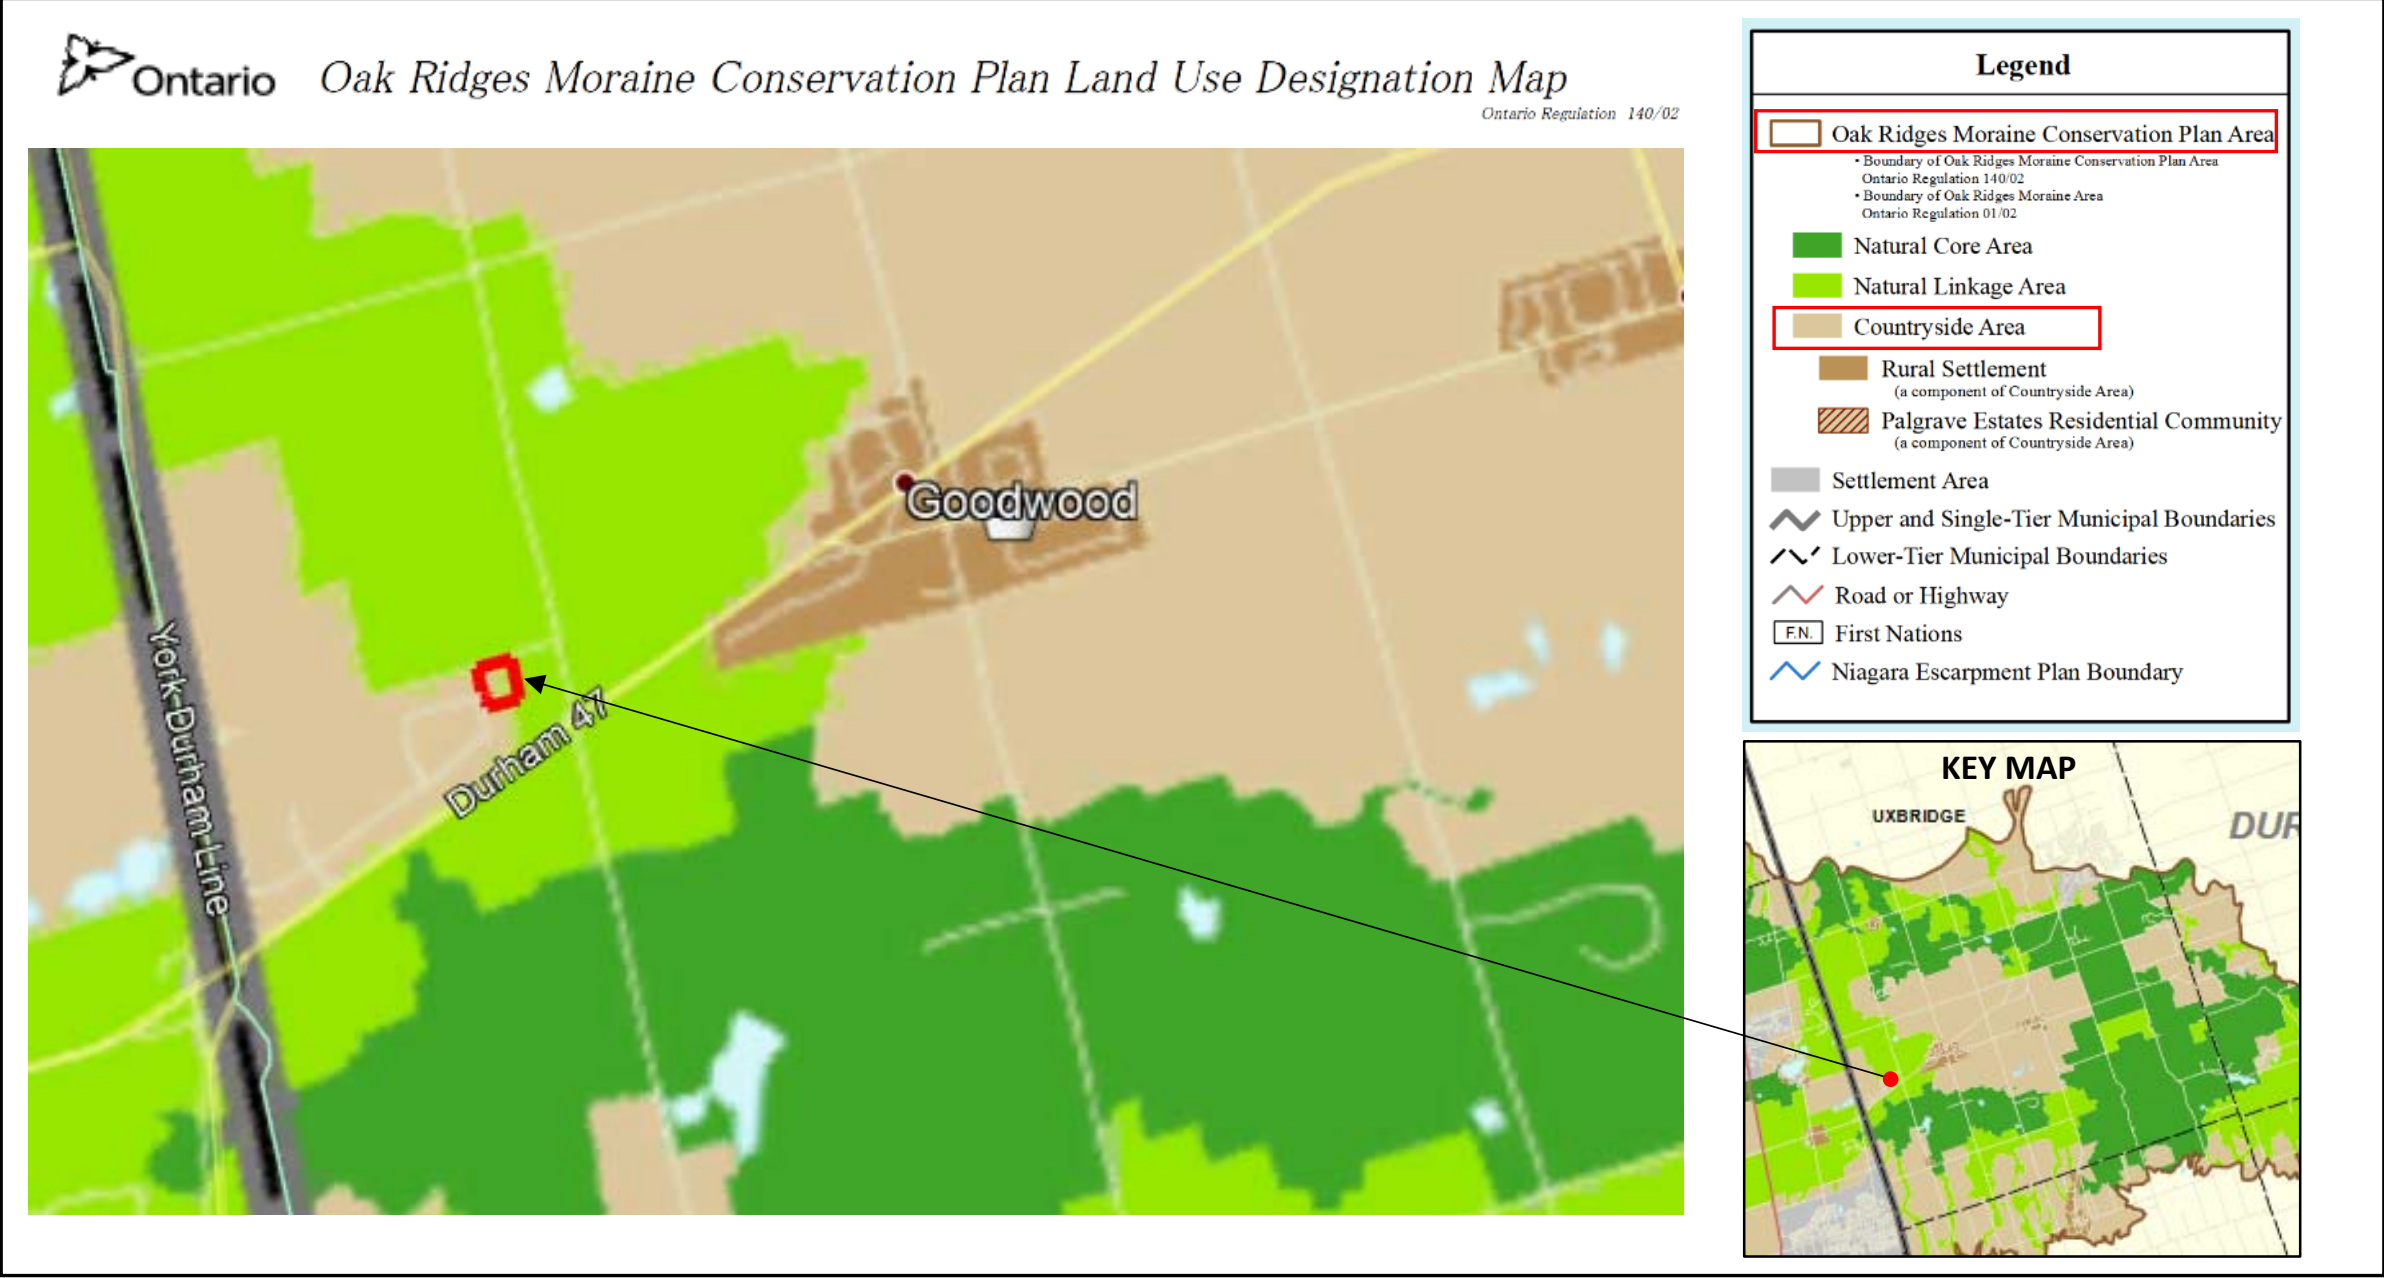 Ontario
Oak Ridges Moraine Conservation Plan Land Use Designation Map
Ontario Regulation 140/02
Goodwood
York-Durham Line
Durham 47
Legend
Oak Ridges Moraine Conservation Plan Area
• Boundary of Oak Ridges Moraine Conservation Plan Area
Ontario Regulation 140/02
• Boundary of Oak Ridges Moraine Area
Ontario Regulation 01/02
Natural Core Area
Natural Linkage Area
Countryside Area
Rural Settlement
(a component of Countryside Area)
Palgrave Estates Residential Community
(a component of Countryside Area)
Settlement Area
Upper and Single-Tier Municipal Boundaries
Lower-Tier Municipal Boundaries
Road or Highway
F.N. First Nations
Niagara Escarpment Plan Boundary
KEY MAP
UXBRIDGE
DUR